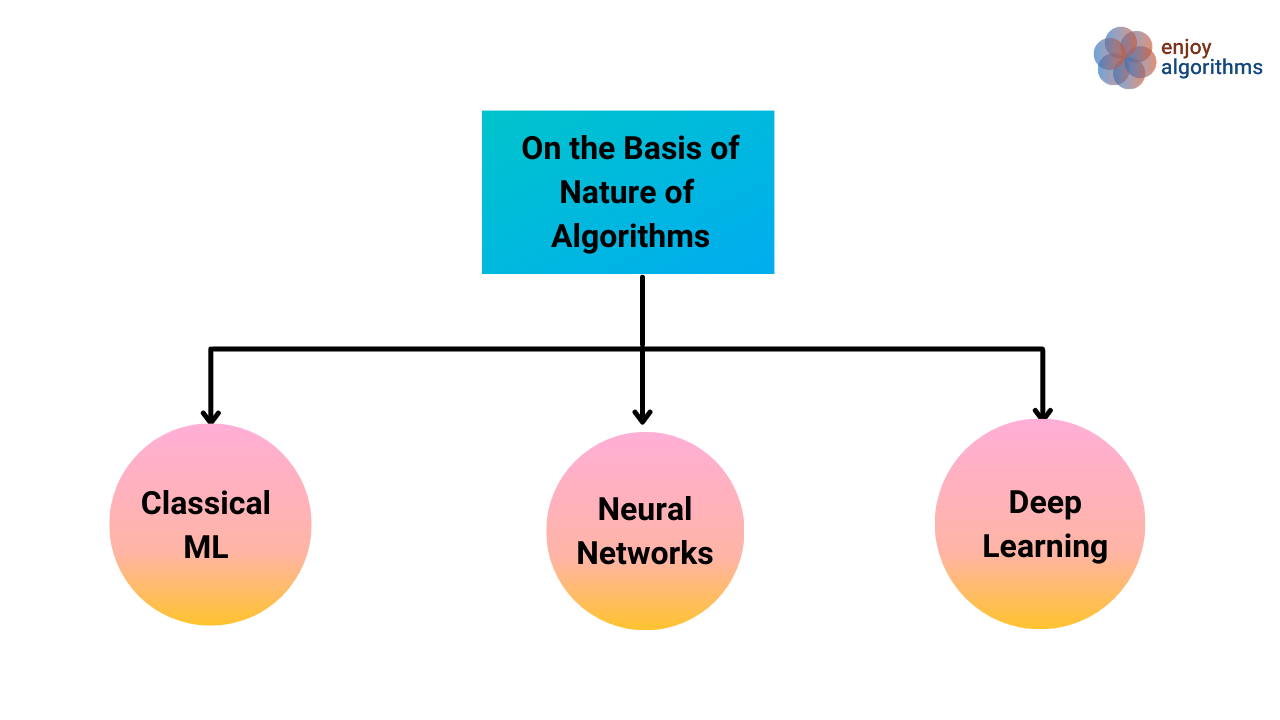 enjoy
algorithms
On the Basis of
Nature of
Algorithms
Classical
ML
Neural
Networks
Deep
Learning